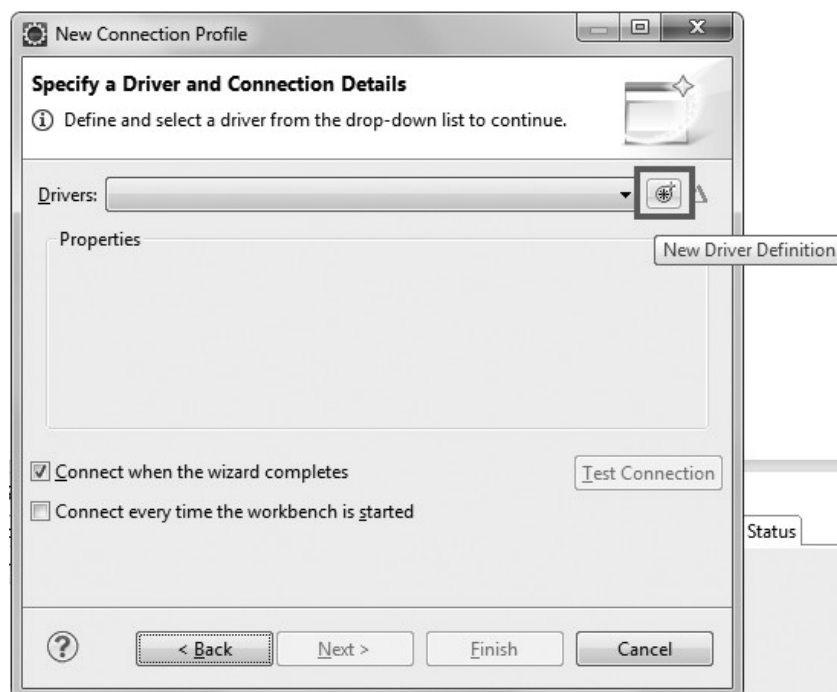 New Connection Profile
Specify a Driver and Connection Details
Define and select a driver from the drop-down list to continue.
Drivers:
New Driver Definition
Properties
Connect when the wizard completes
Test Connection
Connect every time the workbench is started
Status
< Back
Next >
Finish
Cancel